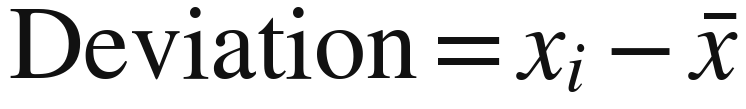 Deviation = xᵢ − x̄